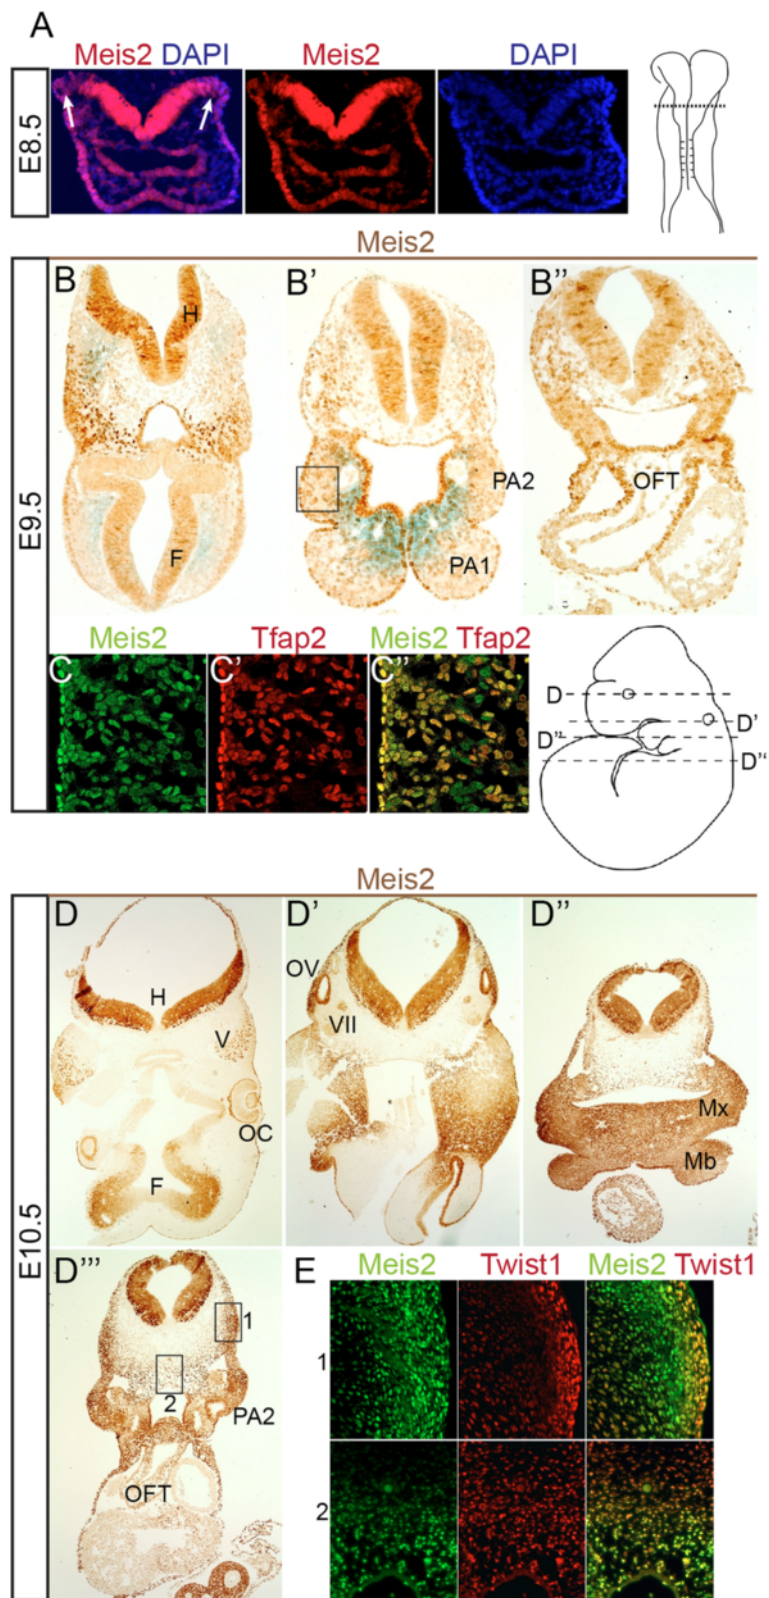 A
Meis2 DAPI
Meis2
DAPI
E8.5
Meis2
E9.5
B
H
F
B'
PA2
PA1
B"
OFT
Meis2
Tfap2
Meis2 Tfap2
C
C'
C"
D
D'
D"
D"'
Meis2
E10.5
D
H
V
OC
F
D'
OV
VII
D"
Mx
Mb
D"'
1
2
PA2
OFT
E
Meis2
Twist1
Meis2 Twist1
1
2